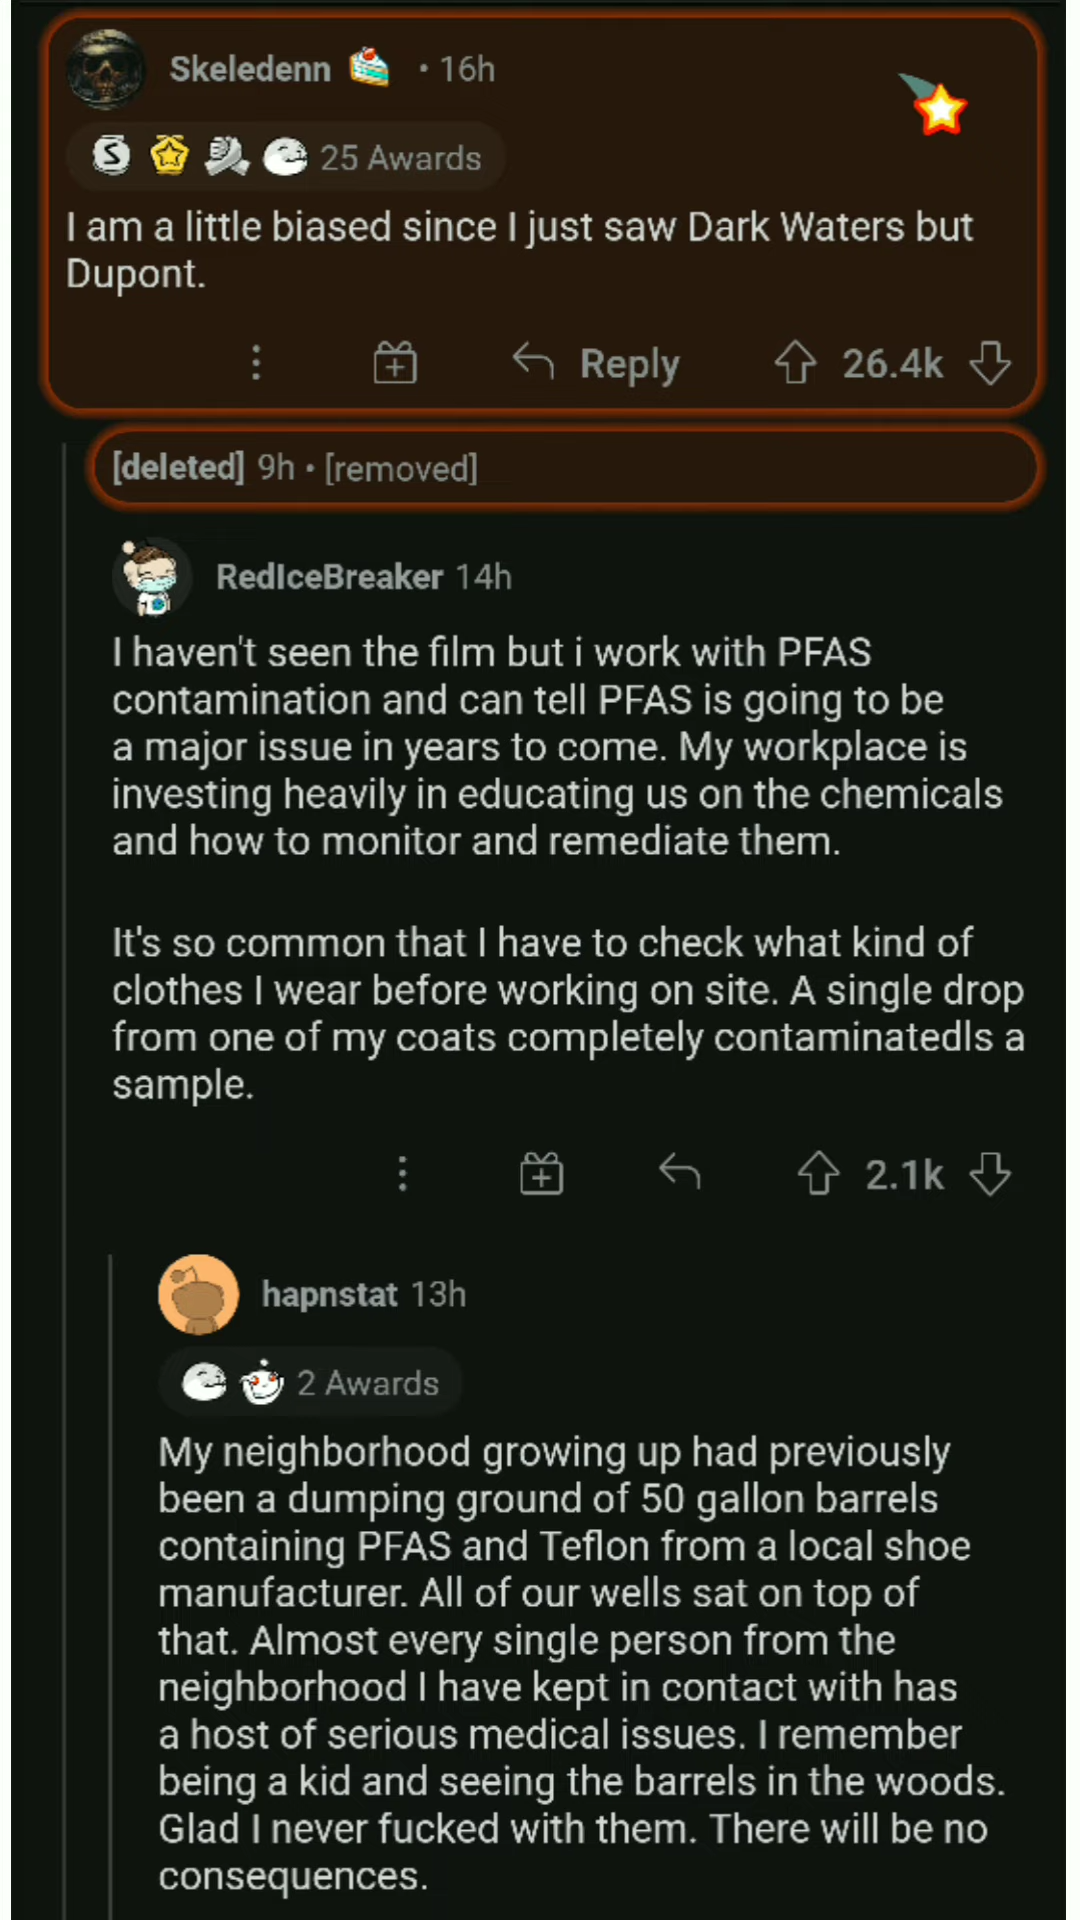 Skeledenn • 16h
25 Awards
I am a little biased since I just saw Dark Waters but
Dupont.
Reply 26.4k
[deleted] 9h • [removed]
RedIceBreaker 14h
I haven't seen the film but i work with PFAS
contamination and can tell PFAS is going to be
a major issue in years to come. My workplace is
investing heavily in educating us on the chemicals
and how to monitor and remediate them.
It's so common that I have to check what kind of
clothes I wear before working on site. A single drop
from one of my coats completely contaminatedls a
sample.
2.1k
hapnstat 13h
2 Awards
My neighborhood growing up had previously
been a dumping ground of 50 gallon barrels
containing PFAS and Teflon from a local shoe
manufacturer. All of our wells sat on top of
that. Almost every single person from the
neighborhood I have kept in contact with has
a host of serious medical issues. I remember
being a kid and seeing the barrels in the woods.
Glad I never fucked with them. There will be no
consequences.